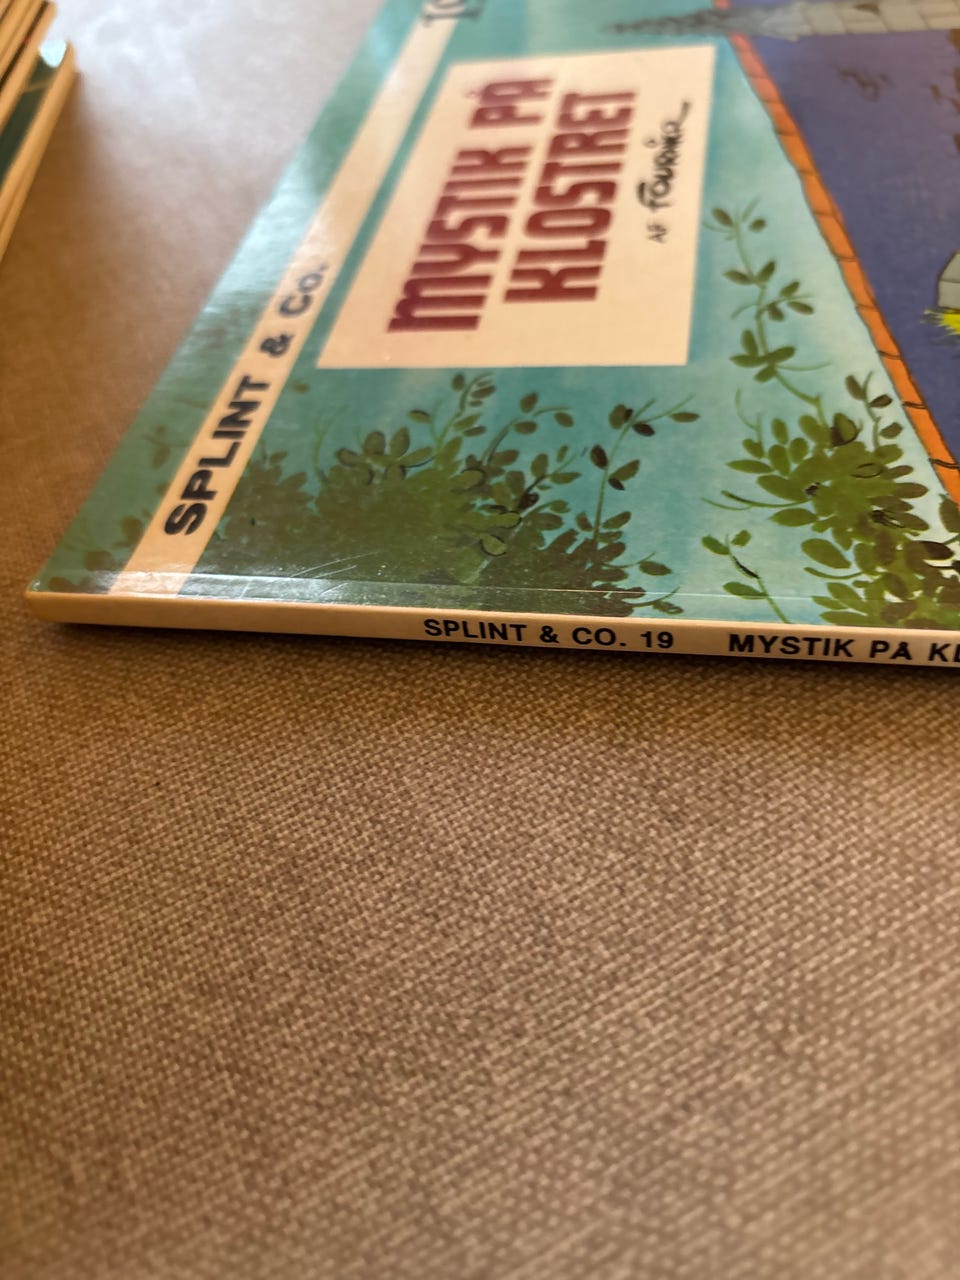 SPLINT & CO.
MYSTIK PÅ
KLOSTRET
AF FOURNIER
SPLINT & CO. 19 MYSTIK PÅ